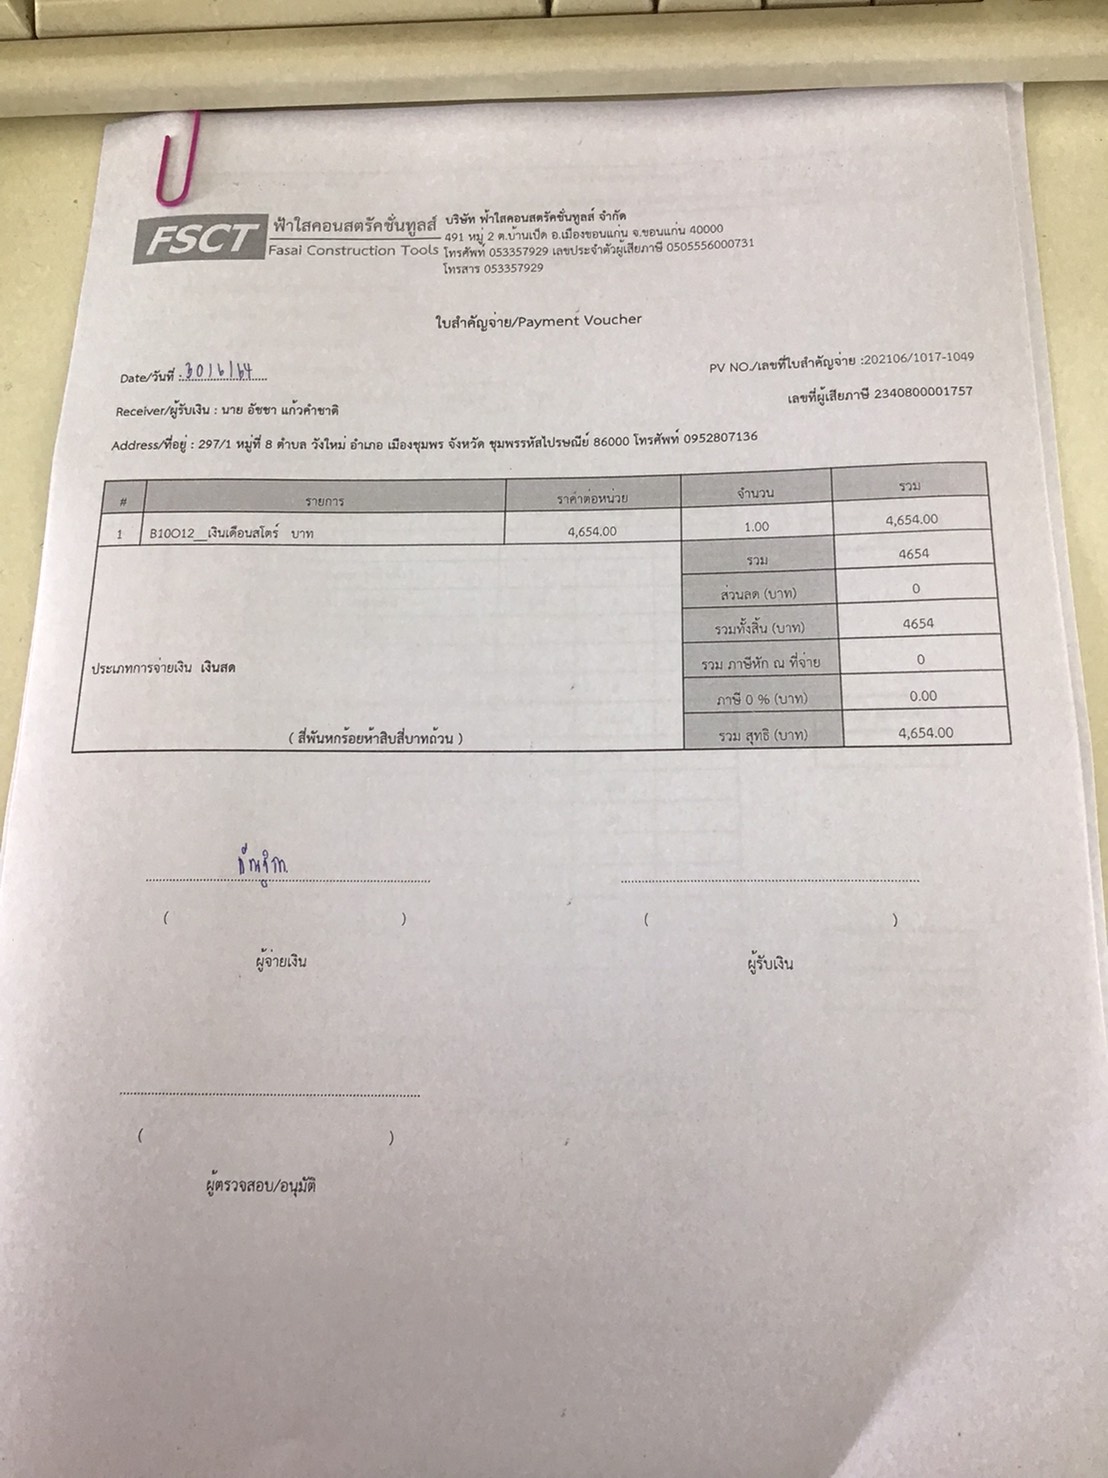 FSCT
ฟ้าใสคอนสตรัคชั่นทูลส์
Fasai Construction Tools
บริษัท ฟ้าใสคอนสตรัคชั่นทูลส์ จำกัด
491 หมู่ 2 ต.บ้านเป็ด อ.เมืองขอนแก่น จ.ขอนแก่น 40000
โทรศัพท์ 053357929 เลขประจำตัวผู้เสียภาษี 0505556000731
โทรสาร 053357929
ใบสำคัญจ่าย/Payment Voucher
Date/วันที่ : 30/6/64
PV NO./เลขที่ใบสำคัญจ่าย :202106/1017-1049
เลขที่ผู้เสียภาษี 2340800001757
Receiver/ผู้รับเงิน : นาย อัชชา แก้วคำชาติ
Address/ที่อยู่ : 297/1 หมู่ที่ 8 ตำบล วังใหม่ อำเภอ เมืองชุมพร จังหวัด ชุมพรรหัสไปรษณีย์ 86000 โทรศัพท์ 0952807136
# รายการ ราคาต่อหน่วย จำนวน รวม
1 B10O12__เงินเดือนสโตร์ บาท 4,654.00 1.00 4,654.00
รวม 4654
ส่วนลด (บาท) 0
รวมทั้งสิ้น (บาท) 4654
ประเภทการจ่ายเงิน เงินสด
รวม ภาษีหัก ณ ที่จ่าย 0
ภาษี 0 % (บาท) 0.00
( สี่พันหกร้อยห้าสิบสี่บาทถ้วน ) รวม สุทธิ (บาท) 4,654.00
( ) ( )
ผู้จ่ายเงิน ผู้รับเงิน
( )
ผู้ตรวจสอบ/อนุมัติ